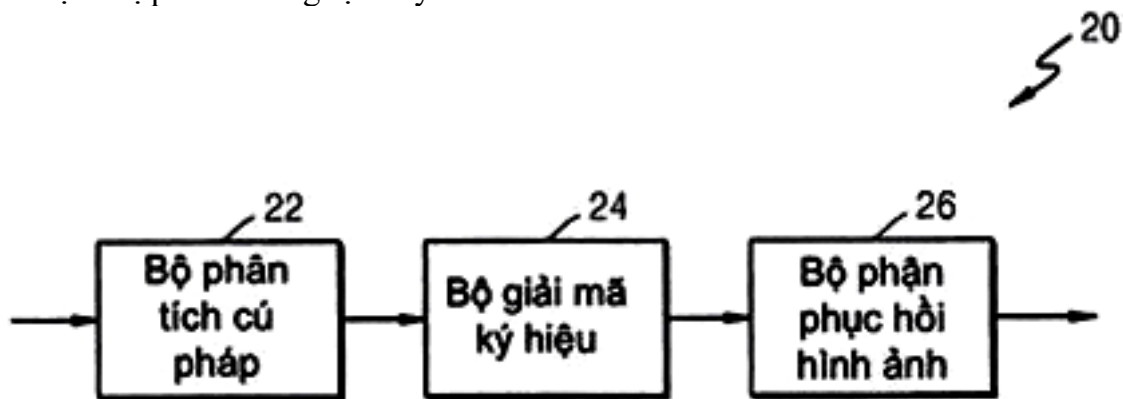 20
22
24
26
Bộ phân
tích cú
pháp
Bộ giải mã
ký hiệu
Bộ phận
phục hồi
hình ảnh